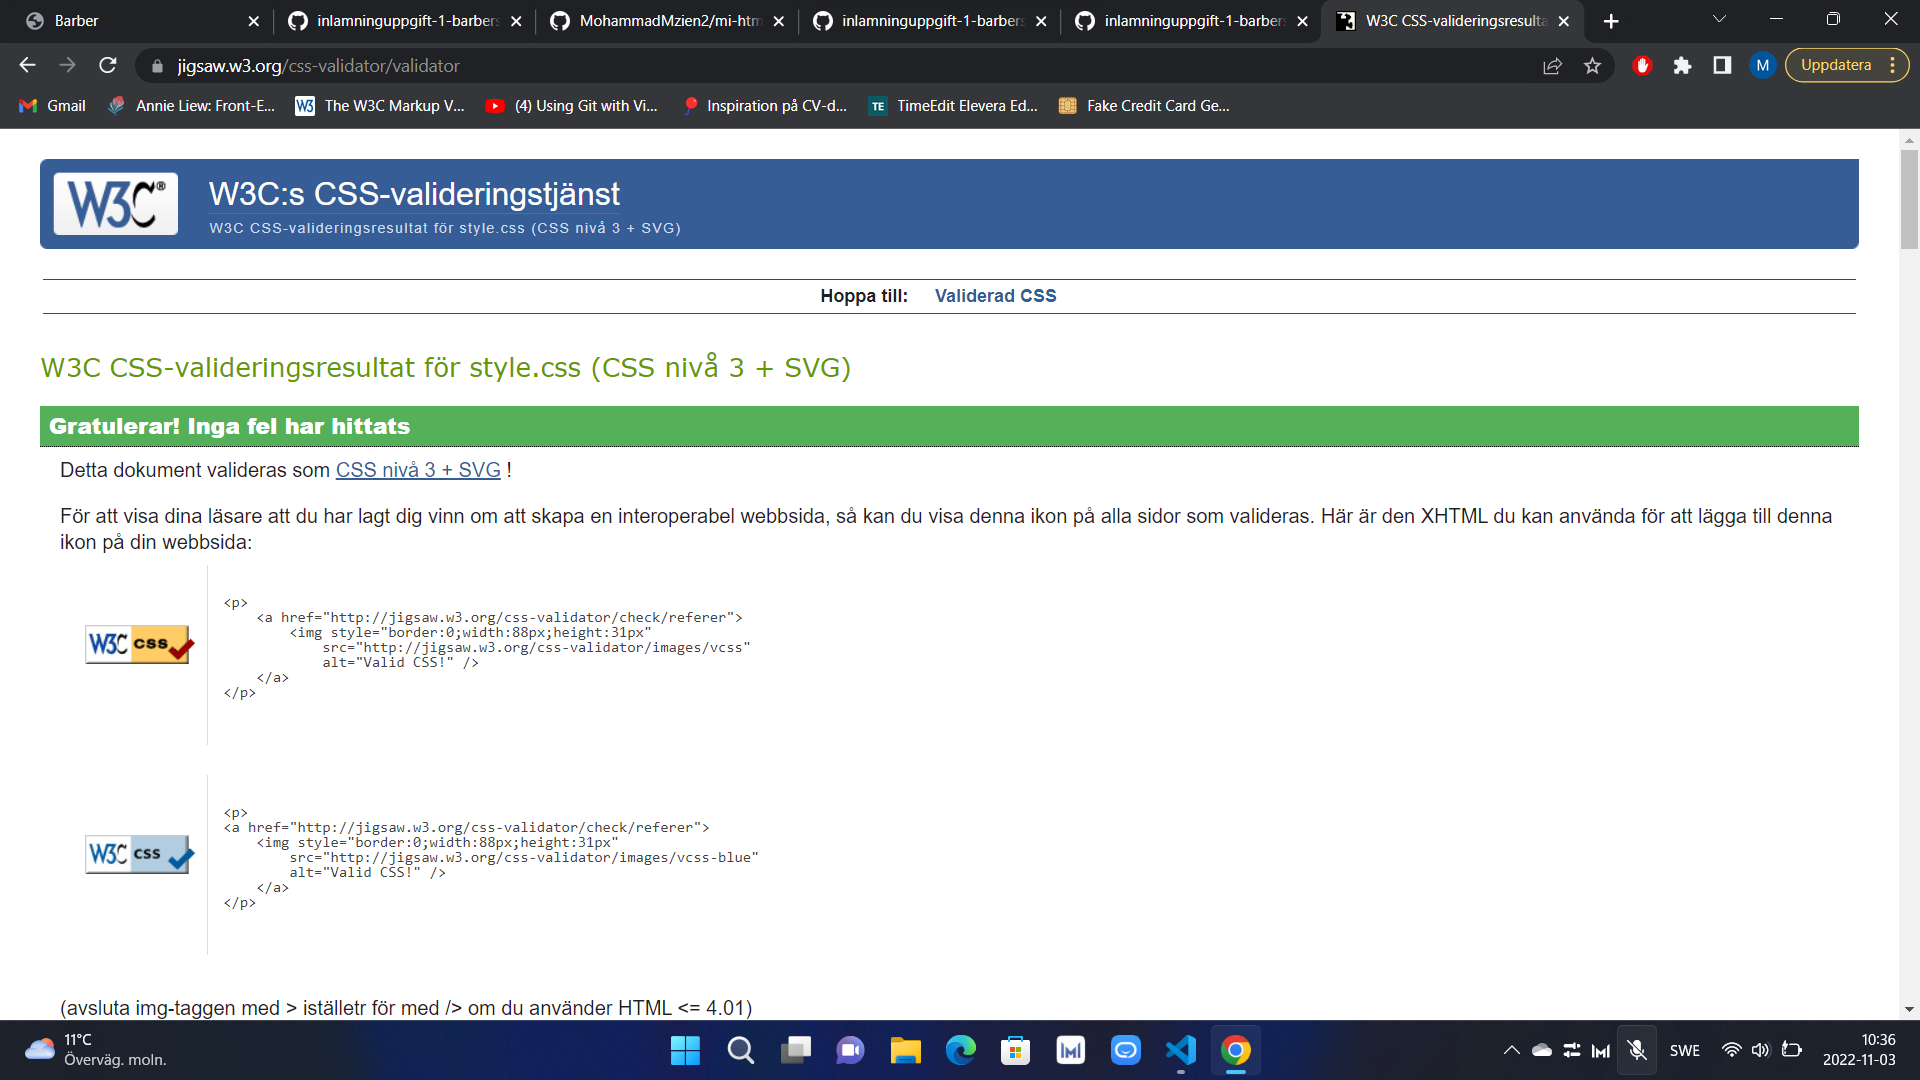 Barber
inlamninguppgift-1-barbers
MohammadMzien2/mi-htm
inlamninguppgift-1-barbers
inlamninguppgift-1-barbers
W3C CSS-valideringsresulta
jigsaw.w3.org/css-validator/validator
M
Uppdatera
Gmail
Annie Liew: Front-E...
W3 The W3C Markup V...
(4) Using Git with Vi...
Inspiration på CV-d...
TE TimeEdit Elevera Ed...
Fake Credit Card Ge...
W3C®
W3C:s CSS-valideringstjänst
W3C CSS-valideringsresultat för style.css (CSS nivå 3 + SVG)
Hoppa till: Validerad CSS
W3C CSS-valideringsresultat för style.css (CSS nivå 3 + SVG)
Gratulerar! Inga fel har hittats
Detta dokument valideras som CSS nivå 3 + SVG !
För att visa dina läsare att du har lagt dig vinn om att skapa en interoperabel webbsida, så kan du visa denna ikon på alla sidor som valideras. Här är den XHTML du kan använda för att lägga till denna
ikon på din webbsida:
W3C css
<p>
    <a href="http://jigsaw.w3.org/css-validator/check/referer">
        <img style="border:0;width:88px;height:31px"
            src="http://jigsaw.w3.org/css-validator/images/vcss"
            alt="Valid CSS!" />
    </a>
</p>
W3C css
<p>
<a href="http://jigsaw.w3.org/css-validator/check/referer">
    <img style="border:0;width:88px;height:31px"
        src="http://jigsaw.w3.org/css-validator/images/vcss-blue"
        alt="Valid CSS!" />
    </a>
</p>
(avsluta img-taggen med > iställetr för med /> om du använder HTML <= 4.01)
11°C
Överväg. moln.
SWE
10:36
2022-11-03